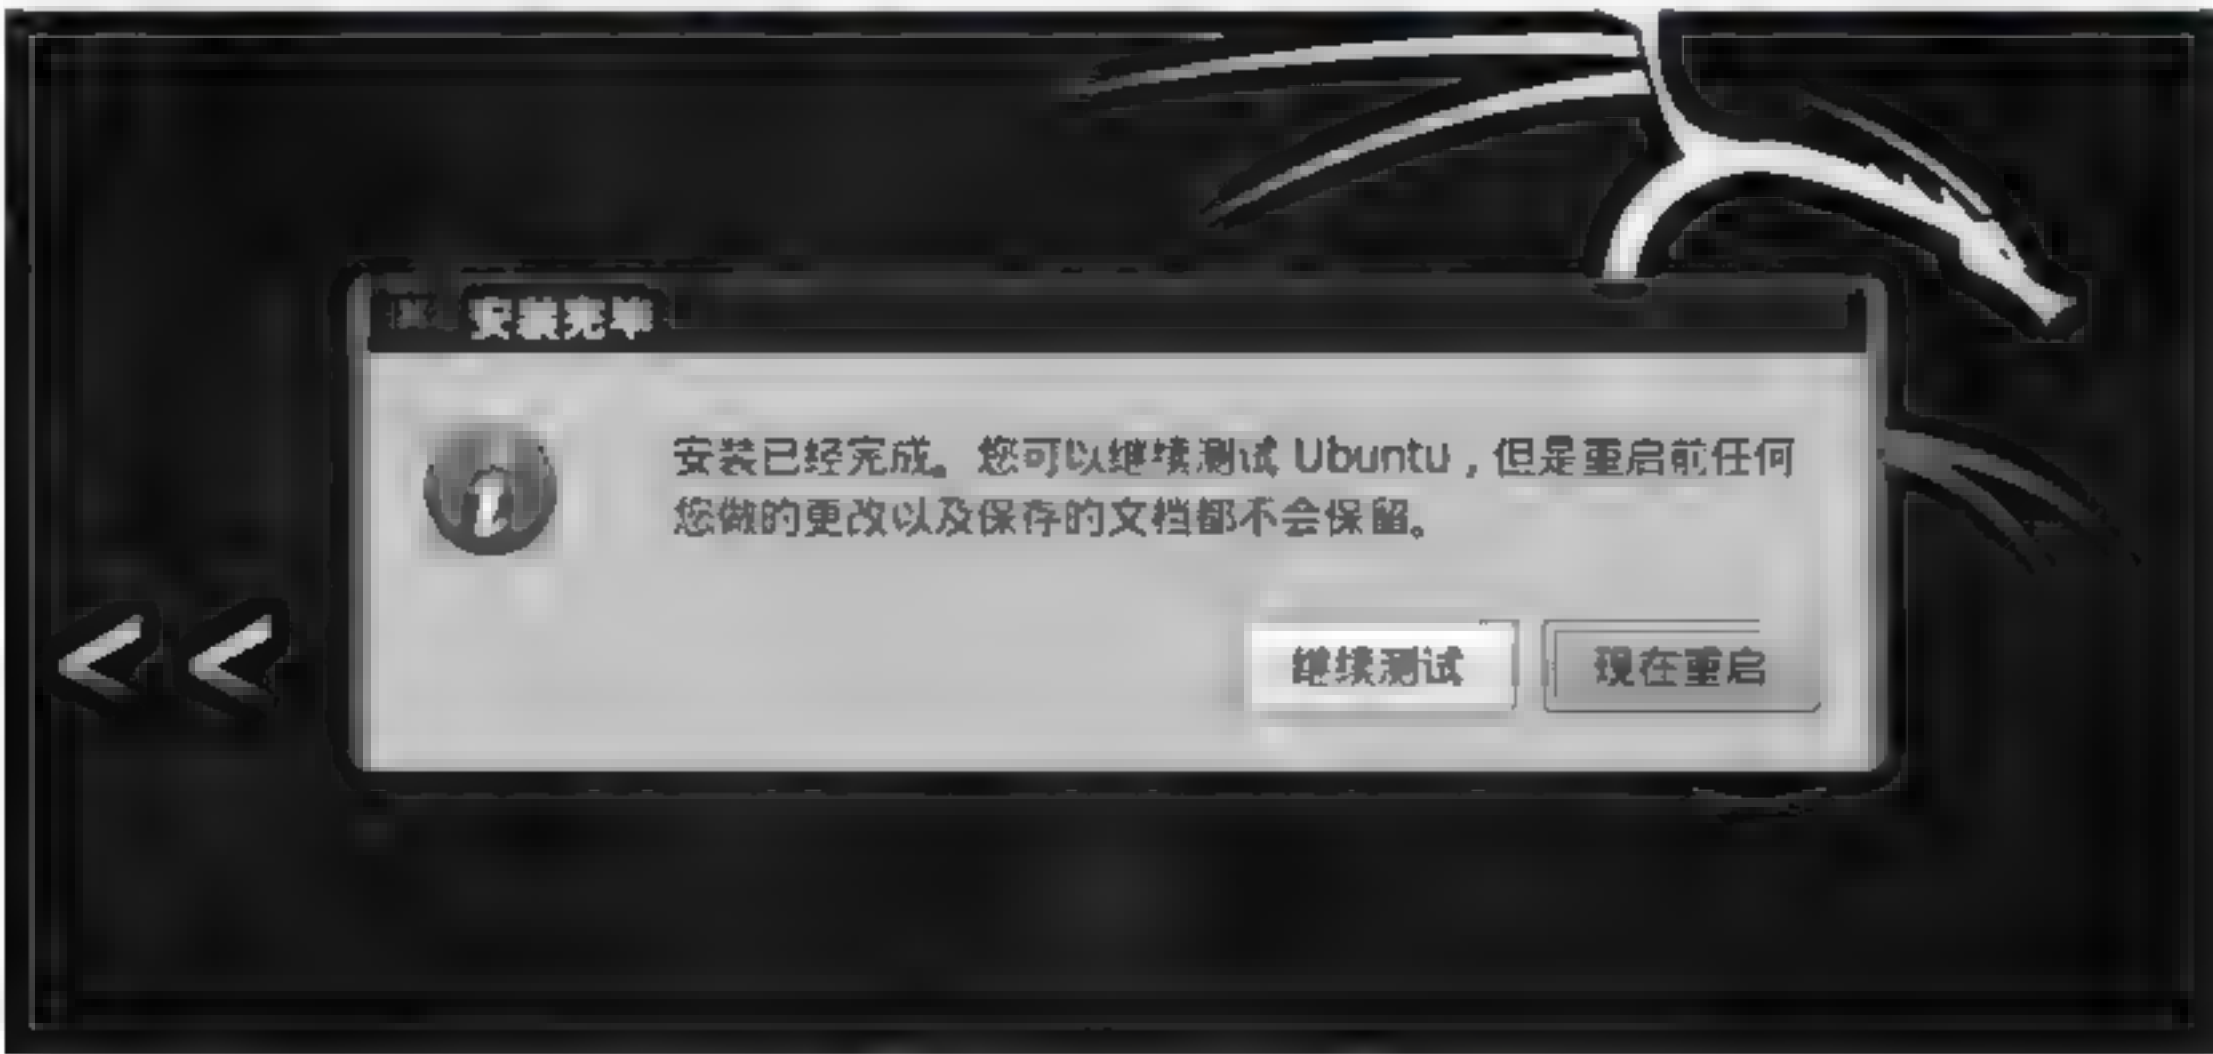 安装完毕
安装已经完成。您可以继续测试 Ubuntu，但是重启前任何
您做的更改以及保存的文档都不会保留。
继续测试 现在重启